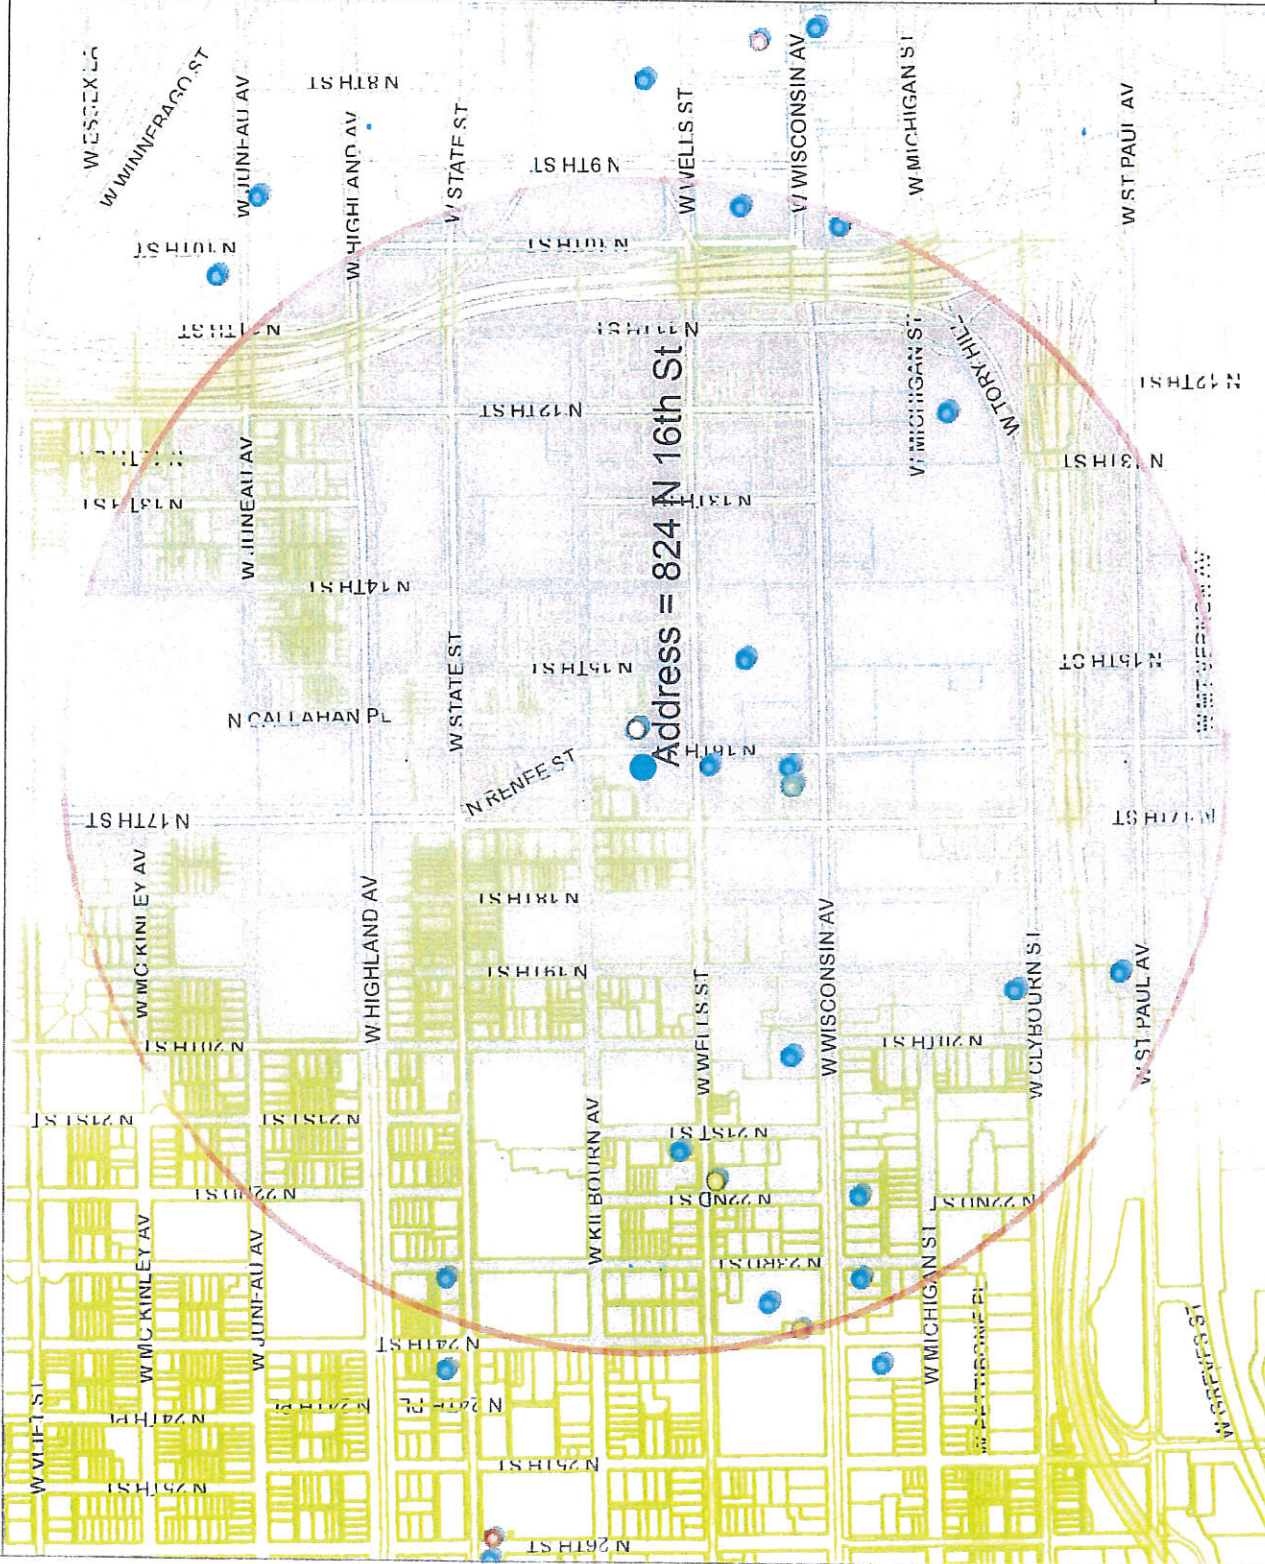 W WINNEBAGO ST
W JUNEAU AV
N 8TH ST
W HIGHLAND AV
W STATE ST
W WELLS ST
W WISCONSIN AV
W MICHIGAN ST
W ST PAUL AV
N 9TH ST
N 10TH ST
N 10TH ST
N 11TH ST
N 11TH ST
W MICHIGAN ST
W TORY HILL
N 12TH ST
N 12TH ST
N 13TH ST
N 13TH ST
N 13TH ST
W JUNEAU AV
N 14TH ST
Address = 824 N 16th St
N 15TH ST
N 15TH CT
W STATE ST
N CALLAHAN PL
N RENEE ST
N 16TH ST
N 17TH ST
N 17TH ST
W MC KINLEY AV
W HIGHLAND AV
N 18TH ST
N 19TH ST
W WELLS ST
W WISCONSIN AV
W CLYBOURN ST
W ST PAUL AV
N 20TH ST
N 20TH ST
N 21ST ST
N 21ST ST
N 21ST ST
W KILBOURN AV
N 22ND ST
N 22ND ST
N 22ND ST
W MC KINLEY AV
W JUNEAU AV
N 23RD ST
W MICHIGAN ST
N 24TH ST
N 24TH PL
N 24TH PL
N 24TH PL
W VLIET ST
N 25TH ST
N 25TH ST
N 26TH ST